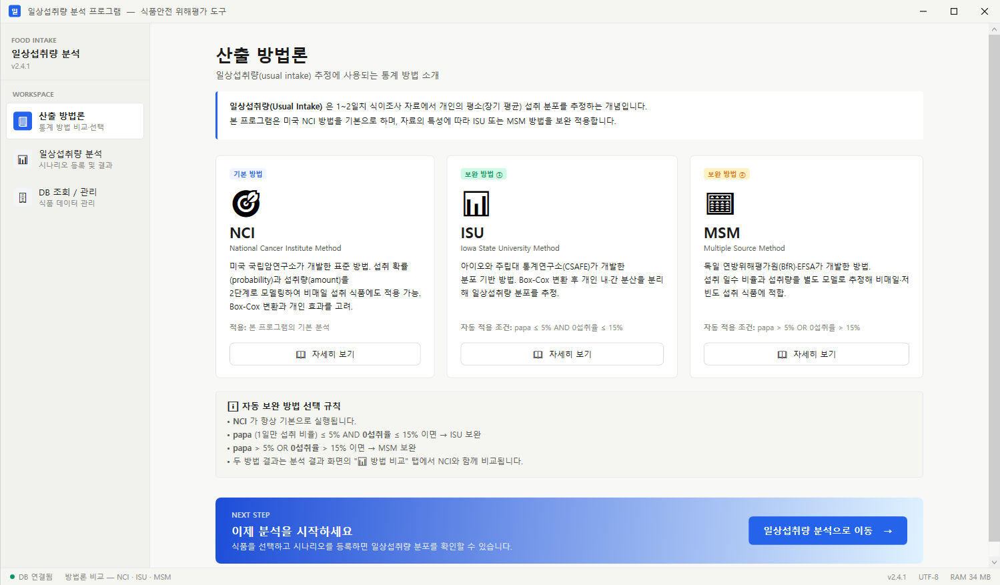 일 일상섭취량 분석 프로그램 — 식품안전 위해평가 도구
FOOD INTAKE
일상섭취량 분석
v2.4.1
WORKSPACE
산출 방법론
통계 방법 비교·선택
일상섭취량 분석
시나리오 등록 및 결과
DB 조회 / 관리
식품 데이터 관리
산출 방법론
일상섭취량(usual intake) 추정에 사용되는 통계 방법 소개
일상섭취량(Usual Intake) 은 1~2일치 식이조사 자료에서 개인의 평소(장기 평균) 섭취 분포를 추정하는 개념입니다.
본 프로그램은 미국 NCI 방법을 기본으로 하며, 자료의 특성에 따라 ISU 또는 MSM 방법을 보완 적용합니다.
기본 방법
NCI
National Cancer Institute Method
미국 국립암연구소가 개발한 표준 방법. 섭취 확률
(probability)과 섭취량(amount)을
2단계로 모델링하여 비매일 섭취 식품에도 적용 가능.
Box-Cox 변환과 개인 효과를 고려.
적용: 본 프로그램의 기본 분석
자세히 보기
보완 방법 ①
ISU
Iowa State University Method
아이오와 주립대 통계연구소(CSAFE)가 개발한
분포 기반 방법. Box-Cox 변환 후 개인 내·간 분산을 분리
해 일상섭취량 분포를 추정.
자동 적용 조건: papa ≤ 5% AND 0섭취율 ≤ 15%
자세히 보기
보완 방법 ②
MSM
Multiple Source Method
독일 연방위해평가원(BfR)·EFSA가 개발한 방법.
섭취 일수 비율과 섭취량을 별도 모델로 추정해 비매일·저
빈도 섭취 식품에 적합.
자동 적용 조건: papa > 5% OR 0섭취율 > 15%
자세히 보기
자동 보완 방법 선택 규칙
• NCI 가 항상 기본으로 실행됩니다.
• papa (1일만 섭취 비율) ≤ 5% AND 0섭취율 ≤ 15% 이면 → ISU 보완
• papa > 5% OR 0섭취율 > 15% 이면 → MSM 보완
• 두 방법 결과는 분석 결과 화면의 "📊 방법 비교" 탭에서 NCI와 함께 비교됩니다.
NEXT STEP
이제 분석을 시작하세요
식품을 선택하고 시나리오를 등록하면 일상섭취량 분포를 확인할 수 있습니다.
일상섭취량 분석으로 이동 →
DB 연결됨 방법론 비교 — NCI · ISU · MSM
v2.4.1 UTF-8 RAM 34 MB